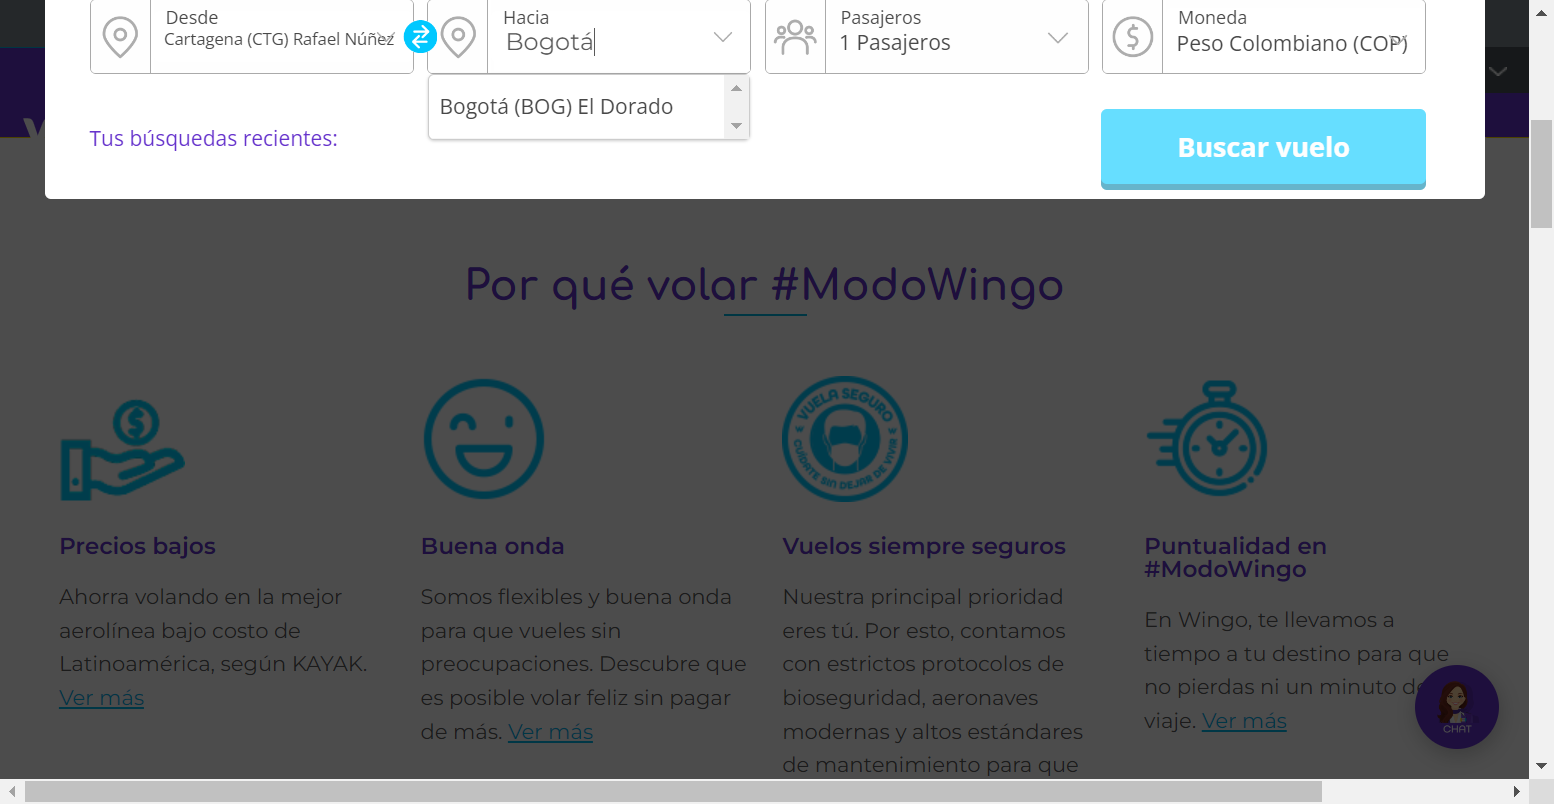 Desde
Cartagena (CTG) Rafael Núñez
Hacia
Bogotá
Pasajeros
1 Pasajeros
Moneda
Peso Colombiano (COP)
Bogotá (BOG) El Dorado
Tus búsquedas recientes:
Buscar vuelo
Por qué volar #ModoWingo
VUELA SEGURO
CUÍDATE SIN DEJAR DE VIVIR
Precios bajos
Ahorra volando en la mejor
aerolínea bajo costo de
Latinoamérica, según KAYAK.
Ver más
Buena onda
Somos flexibles y buena onda
para que vueles sin
preocupaciones. Descubre que
es posible volar feliz sin pagar
de más. Ver más
Vuelos siempre seguros
Nuestra principal prioridad
eres tú. Por esto, contamos
con estrictos protocolos de
bioseguridad, aeronaves
modernas y altos estándares
de mantenimiento para que
Puntualidad en
#ModoWingo
En Wingo, te llevamos a
tiempo a tu destino para que
no pierdas ni un minuto de
viaje. Ver más
CHAT